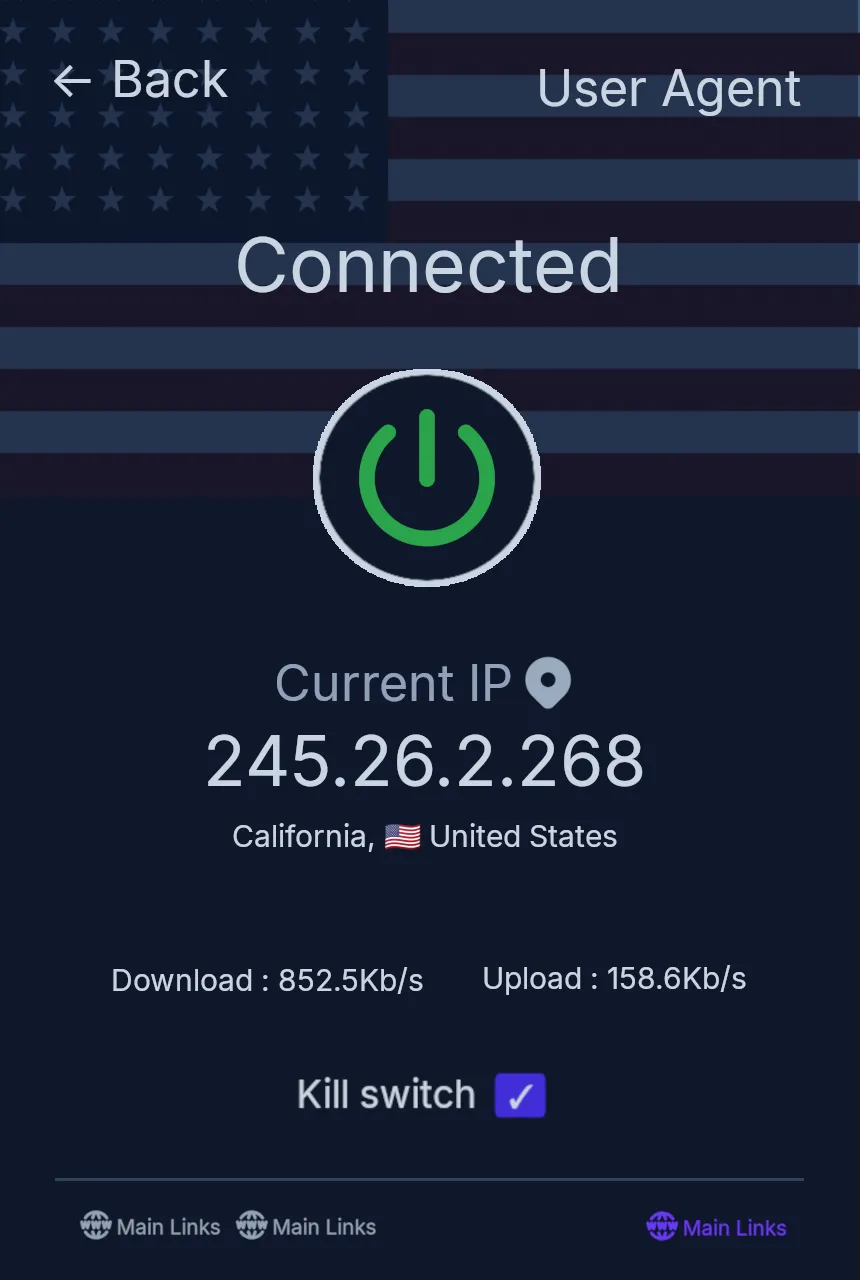 ← Back
User Agent
Connected
Current IP
245.26.2.268
California, 🇺🇸 United States
Download : 852.5Kb/s
Upload : 158.6Kb/s
Kill switch ✓
Main Links
Main Links
Main Links